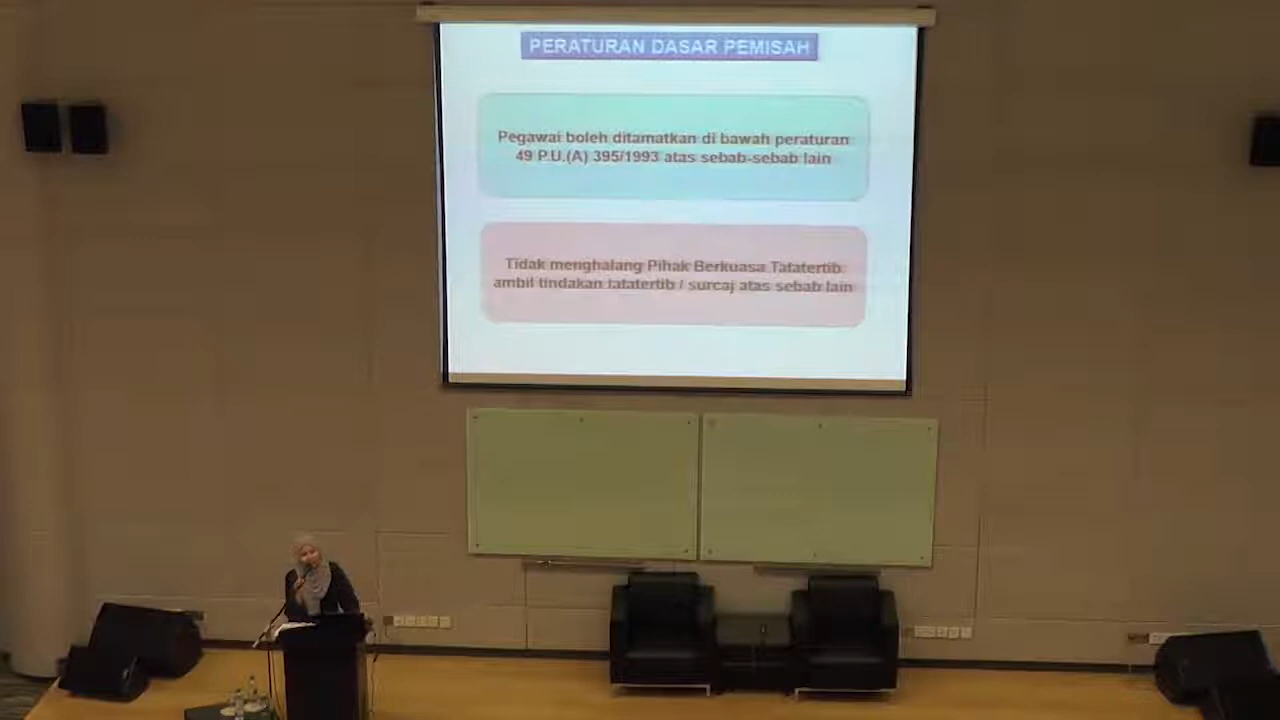 PERATURAN DASAR PEMISAH
Pegawai boleh ditamatkan di bawah peraturan
49 P.U.(A) 395/1993 atas sebab-sebab lain
Tidak menghalang Pihak Berkuasa Tatatertib
ambil tindakan tatatertib / surcaj atas sebab lain